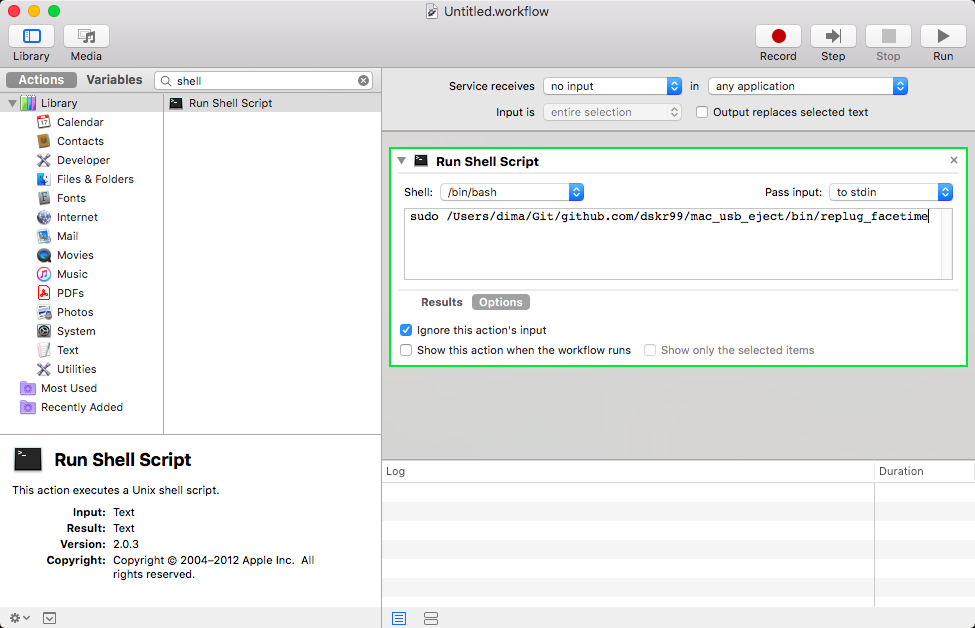 Untitled.workflow
Library
Media
Record
Step
Stop
Run
Actions
Variables
shell
Service receives
no input
in
any application
Input is
entire selection
Output replaces selected text
Library
Calendar
Contacts
Developer
Files & Folders
Fonts
Internet
Mail
Movies
Music
PDFs
Photos
System
Text
Utilities
Most Used
Recently Added
Run Shell Script
Run Shell Script
Shell:
/bin/bash
Pass input:
to stdin
sudo /Users/dima/Git/github.com/dskr99/mac_usb_eject/bin/replug_facetime
Results
Options
Ignore this action's input
Show this action when the workflow runs
Show only the selected items
Run Shell Script
This action executes a Unix shell script.
Input: Text
Result: Text
Version: 2.0.3
Copyright: Copyright © 2004–2012 Apple Inc. All
rights reserved.
Log
Duration